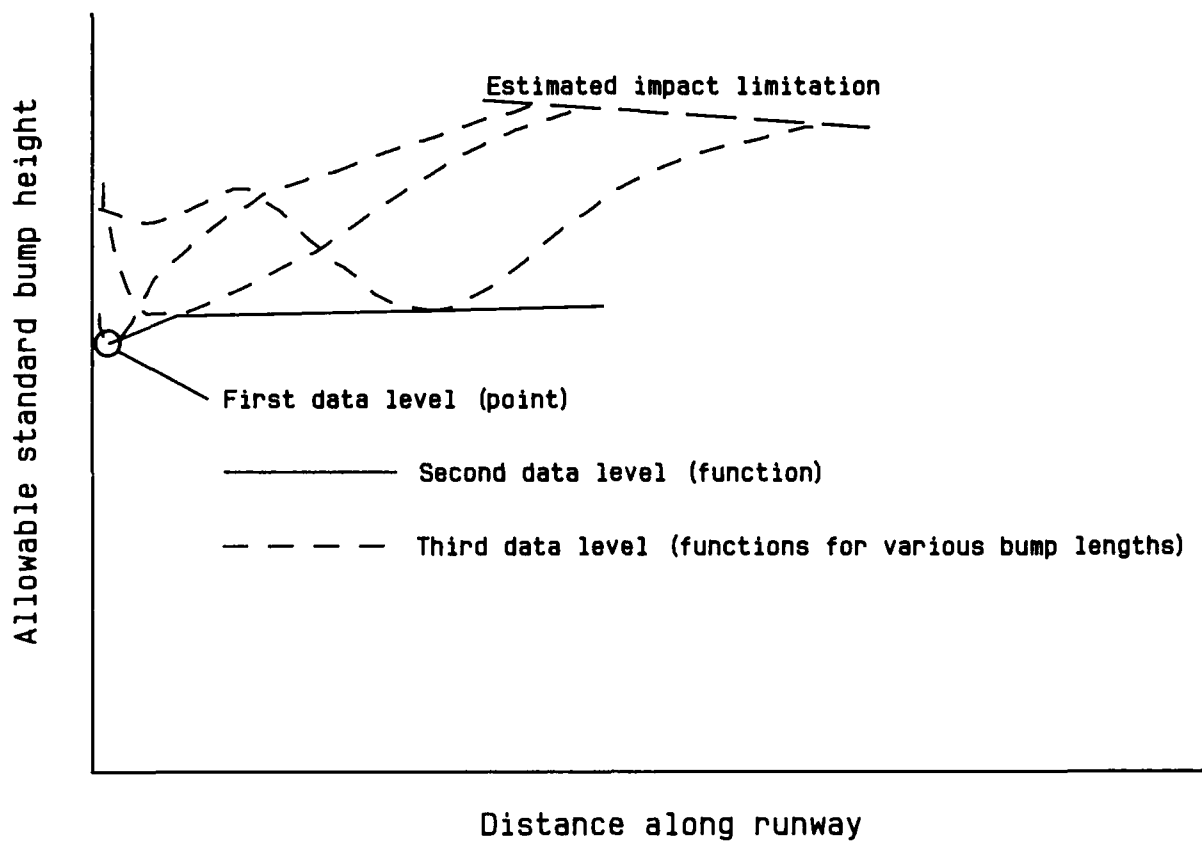 Estimated impact limitation
Allowable standard bump height
First data level (point)
Second data level (function)
Third data level (functions for various bump lengths)
Distance along runway